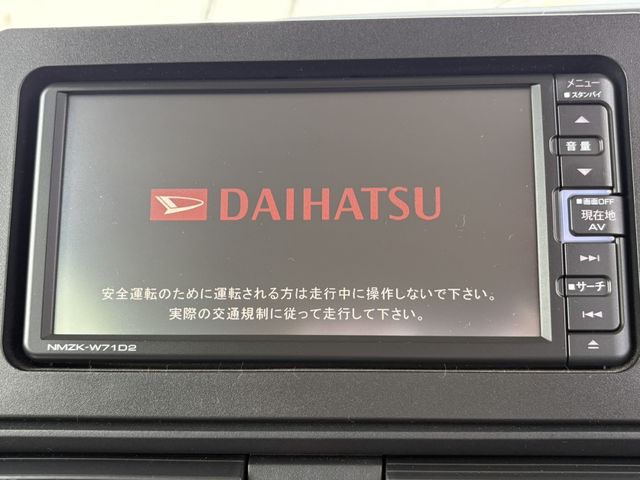 メニュー
■ スタンバイ
▲
音量
▼
■画面OFF
現在地
AV
▶▶I
■サーチ
I◀◀
⏏
DAIHATSU
安全運転のために運転される方は走行中に操作しないで下さい。
実際の交通規制に従って走行して下さい。
NMZK-W71D2